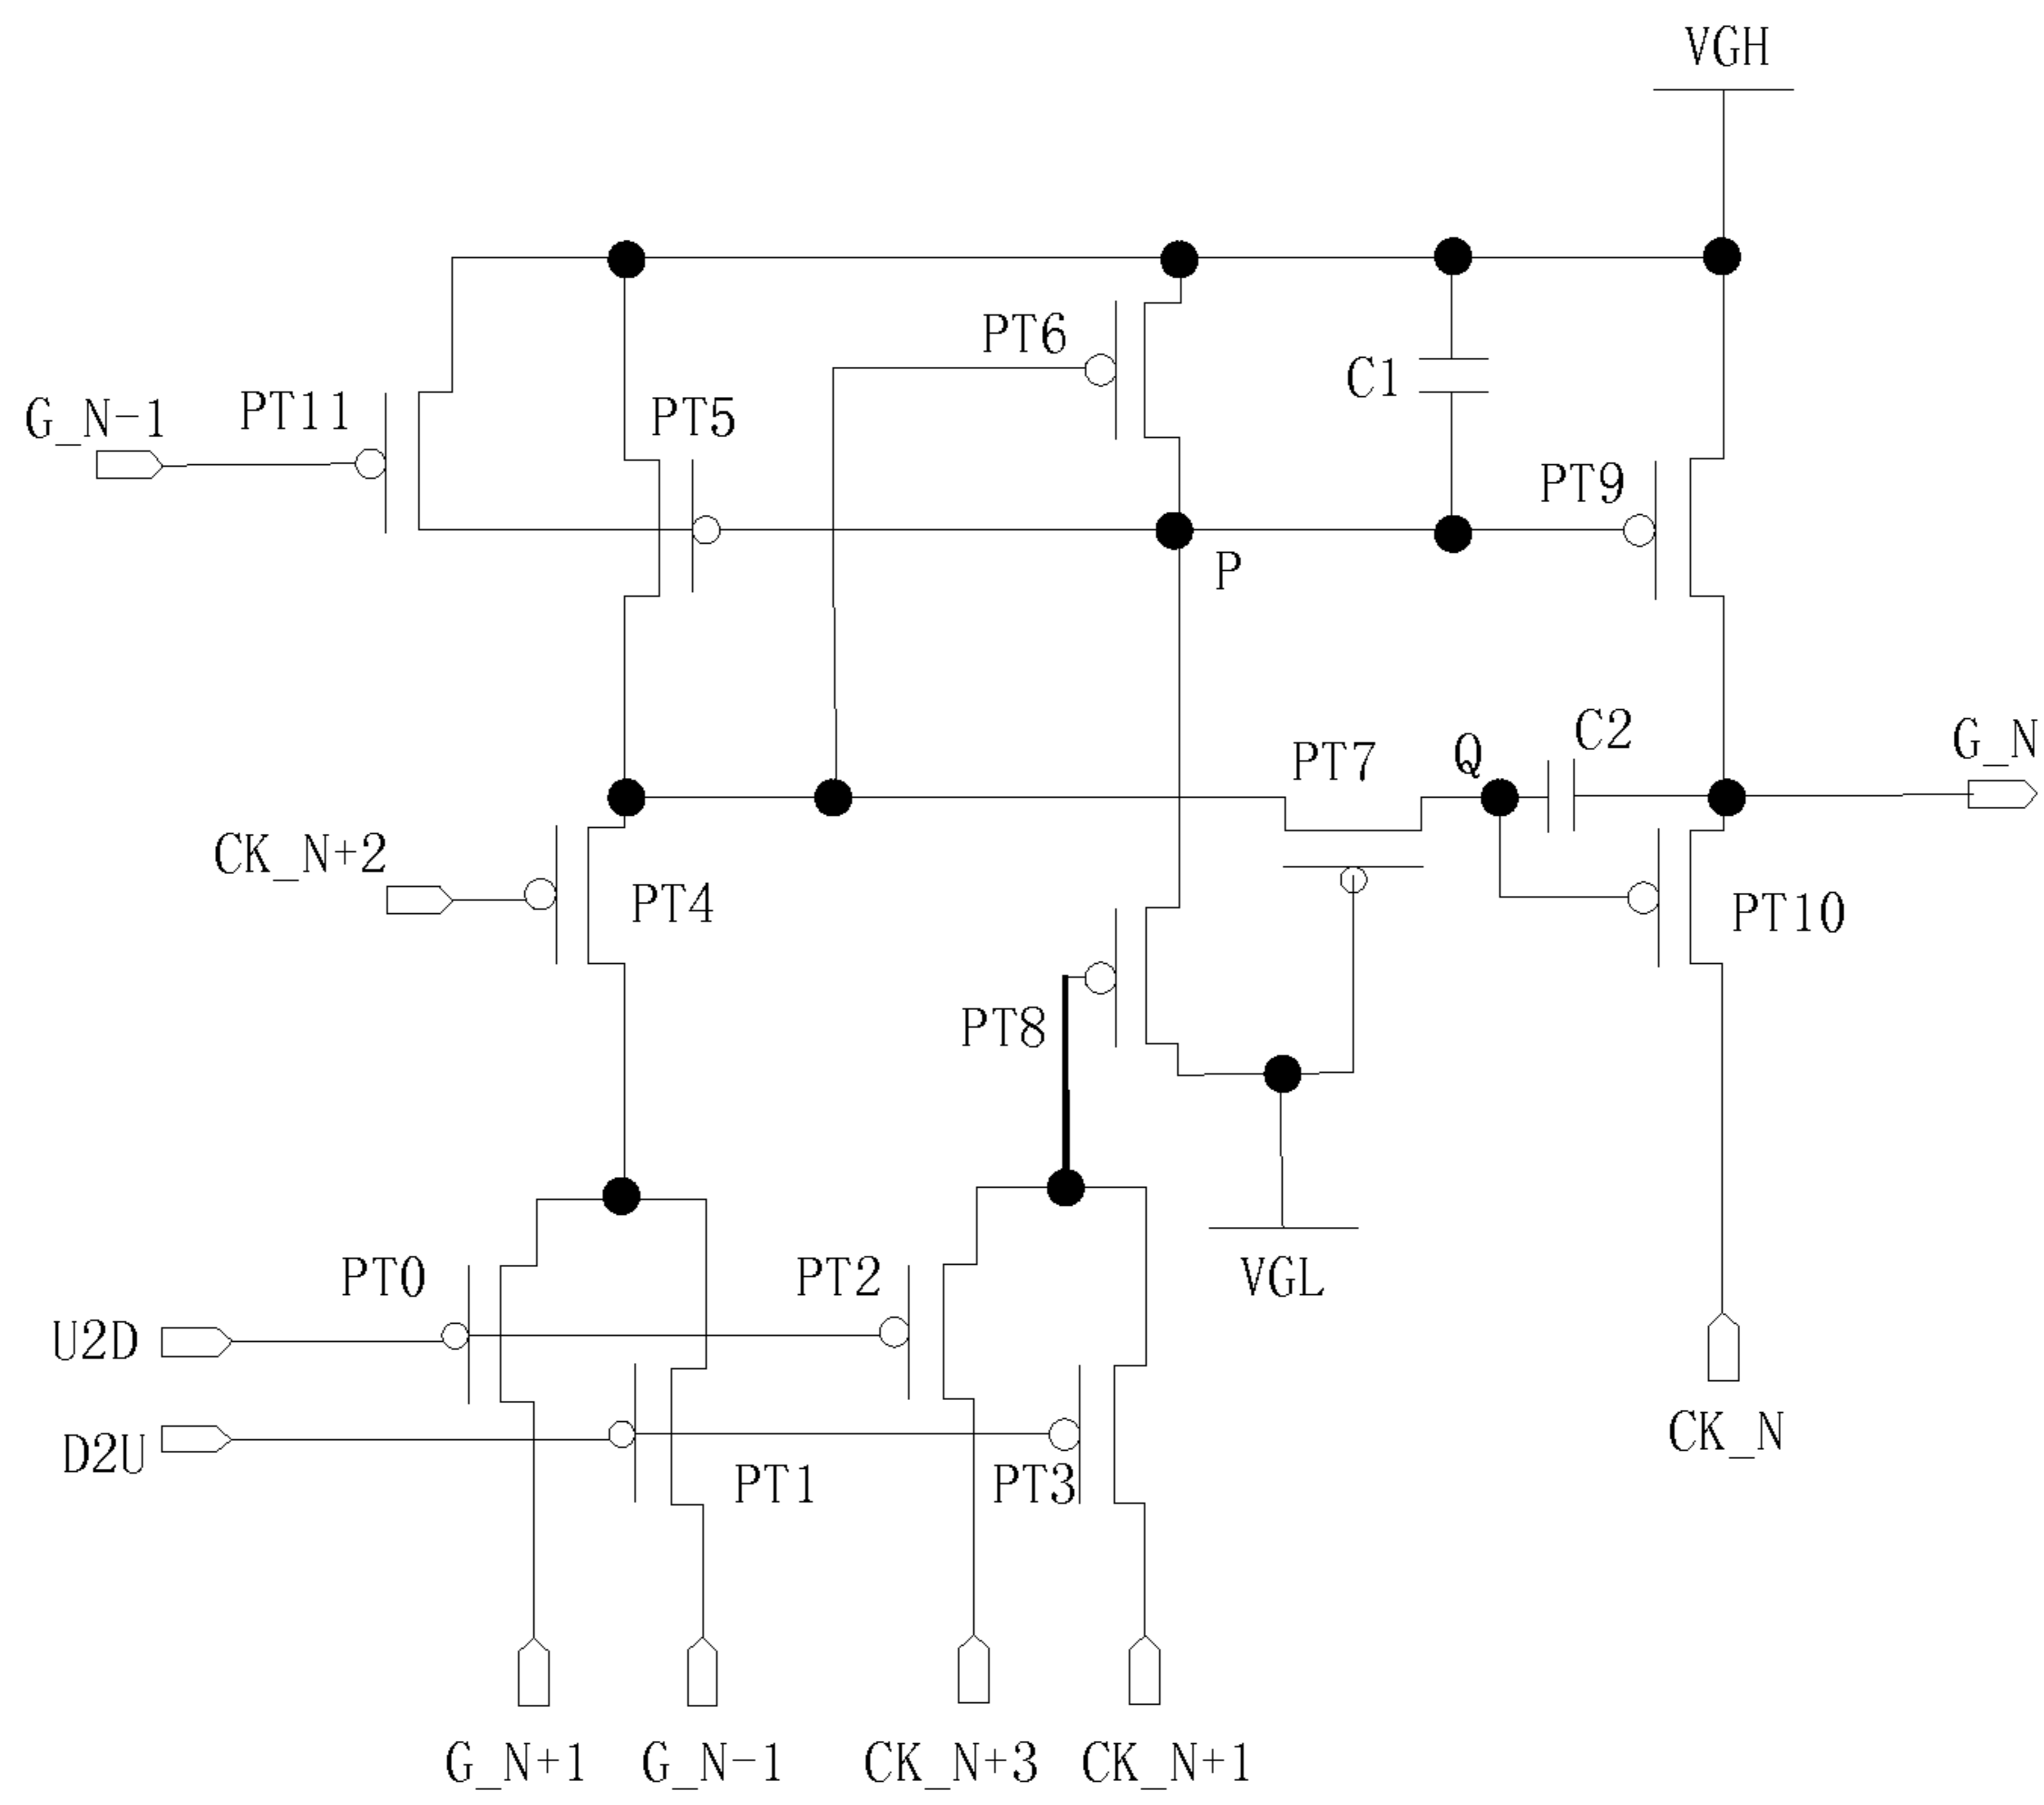 VGH
PT6
C1
G_N-1
PT11
PT5
PT9
P
PT7
Q
C2
G_N
CK_N+2
PT4
PT10
PT8
PT0
PT2
VGL
U2D
D2U
PT1
PT3
CK_N
G_N+1
G_N-1
CK_N+3
CK_N+1